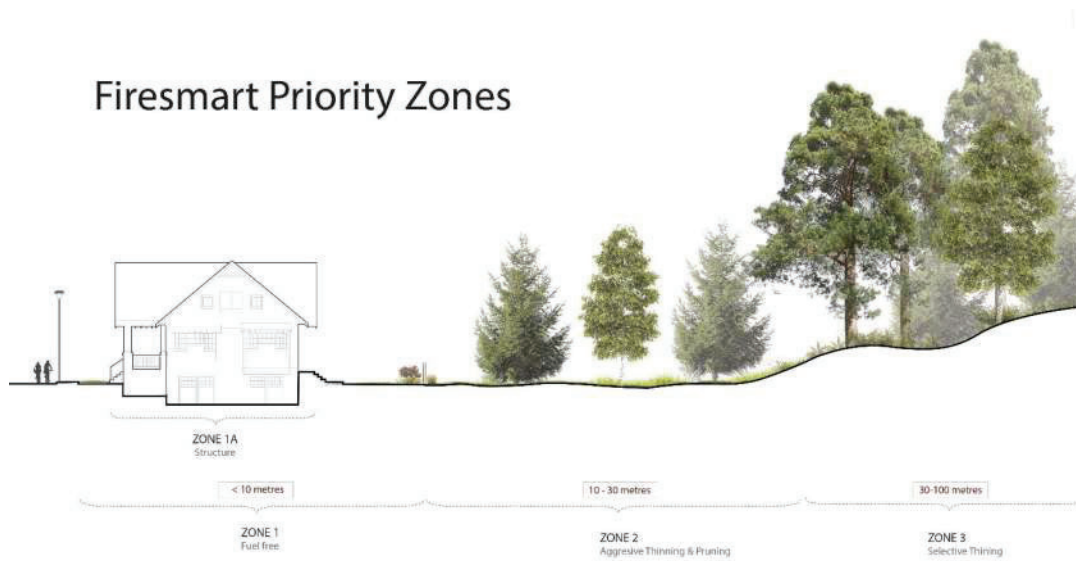 Firesmart Priority Zones
ZONE 1A
Structure
< 10 metres
10 - 30 metres
30-100 metres
ZONE 1
Fuel free
ZONE 2
Aggresive Thinning & Pruning
ZONE 3
Selective Thining